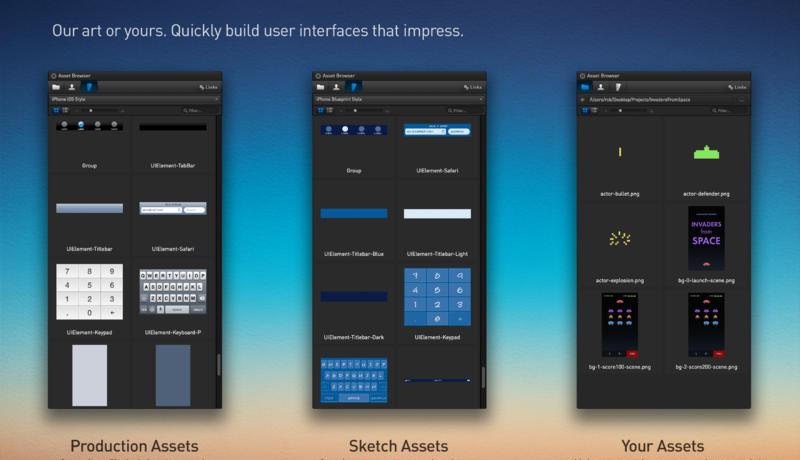 Our art or yours. Quickly build user interfaces that impress.
Asset Browser
Links
iPhone iOS Style
Filter...
Group
UIElement-TabBar
UIElement-Titlebar
UIElement-Safari
7 8 9
4 5 6
1 2 3
. 0
UIElement-Keypad
Q W E R T Y U I O P
A S D F G H J K L
Z X C V B N M
UIElement-Keyboard-P
Production Assets
Asset Browser
Links
iPhone Blueprint Style
Filter...
Group
UIElement-Safari
UIElement-Titlebar-Blue
UIElement-Titlebar-Light
7 8 9
4 5 6
1 2 3
. 0
UIElement-Titlebar-Dark
UIElement-Keypad
Sketch Assets
Asset Browser
Links
/Users/rob/Desktop/Projects/InvadersFromSpace
Filter...
actor-bullet.png
actor-defender.png
INVADERS
from
SPACE
actor-explosion.png
bg-0-launch-scene.png
bg-1-score100-scene.png
bg-2-score200-scene.png
Your Assets